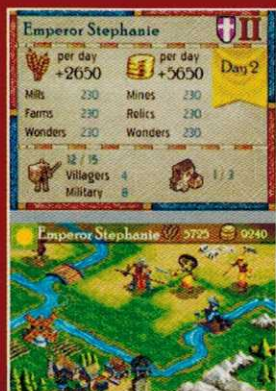 Emperor Stephanie II
per day per day
+2650 +5650 Day 2
Mills 230 Mines 230
Farms 230 Relics 230
Wonders 230 Wonders 230
12 / 15
Villagers 4 1 / 3
Military 8
Emperor Stephanie 5725 9240